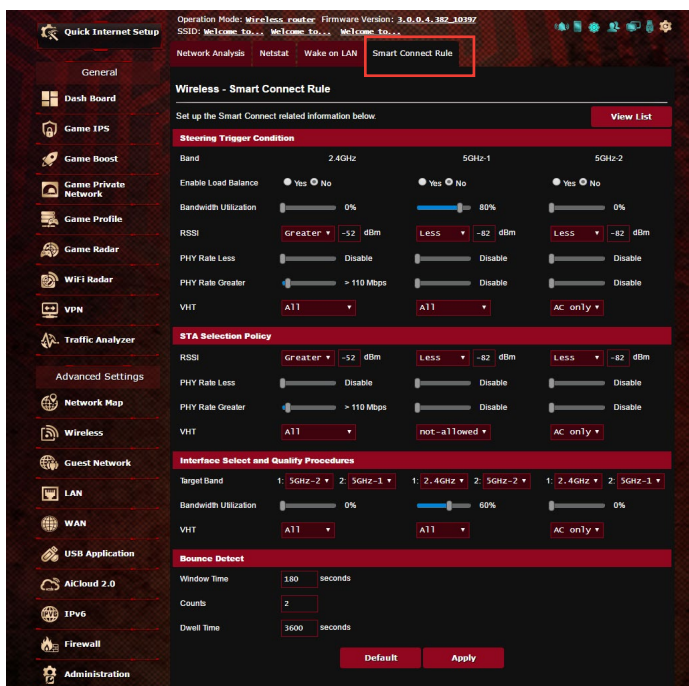 Quick Internet Setup
General
Dash Board
Game IPS
Game Boost
Game Private
Network
Game Profile
Game Radar
WiFi Radar
VPN
Traffic Analyzer
Advanced Settings
Network Map
Wireless
Guest Network
LAN
WAN
USB Application
AiCloud 2.0
IPv6
Firewall
Administration
Operation Mode: Wireless router Firmware Version: 3.0.0.4.382_10397
SSID: Welcome to... Welcome to... Welcome to...
Network Analysis Netstat Wake on LAN Smart Connect Rule
Wireless - Smart Connect Rule
Set up the Smart Connect related information below. View List
Steering Trigger Condition
Band 2.4GHz 5GHz-1 5GHz-2
Enable Load Balance Yes No Yes No Yes No
Bandwidth Utilization 0% 80% 0%
RSSI Greater -52 dBm Less -82 dBm Less -82 dBm
PHY Rate Less Disable Disable Disable
PHY Rate Greater > 110 Mbps Disable Disable
VHT All All AC only
STA Selection Policy
RSSI Greater -52 dBm Less -82 dBm Less -82 dBm
PHY Rate Less Disable Disable Disable
PHY Rate Greater > 110 Mbps Disable Disable
VHT All not-allowed AC only
Interface Select and Quality Procedures
Target Band 1: 5GHz-2 2: 5GHz-1 1: 2.4GHz 2: 5GHz-2 1: 2.4GHz 2: 5GHz-1
Bandwidth Utilization 0% 60% 0%
VHT All All AC only
Bounce Detect
Window Time 180 seconds
Counts 2
Dwell Time 3600 seconds
Default Apply